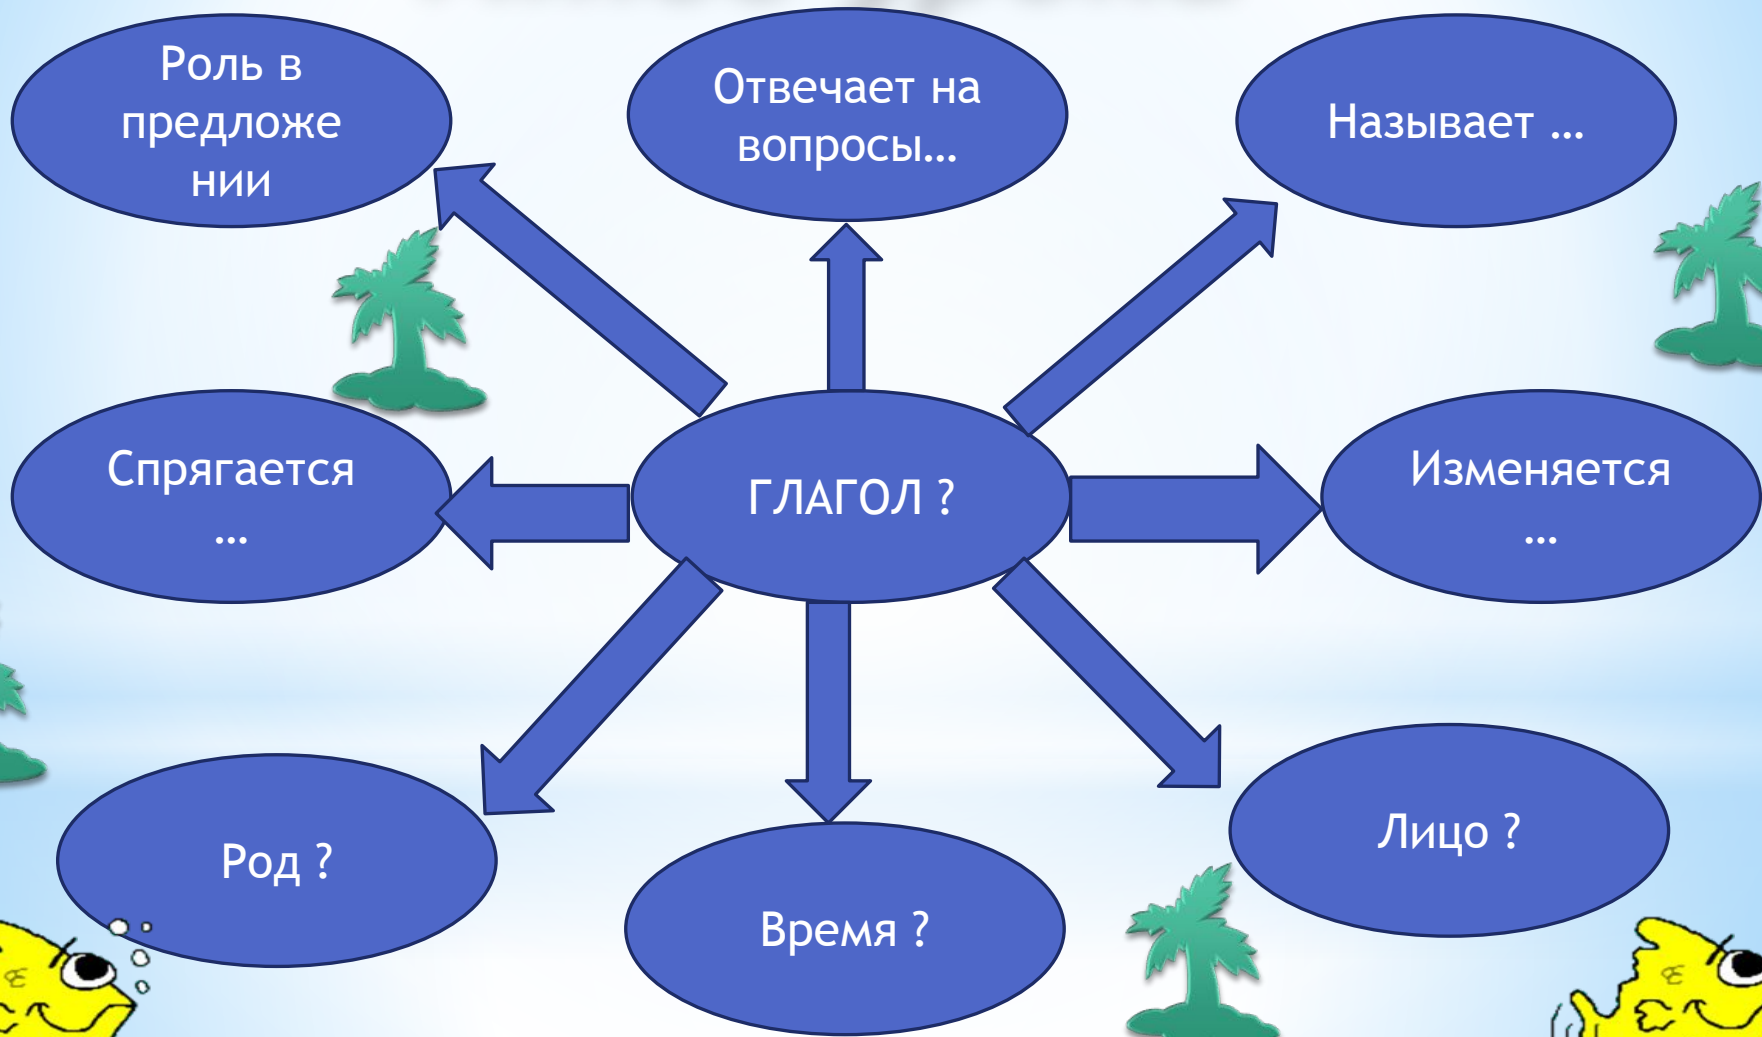 Роль в
предложе
нии
Отвечает на
вопросы…
Называет …
Спрягается
…
ГЛАГОЛ ?
Изменяется
…
Род ?
Время ?
Лицо ?